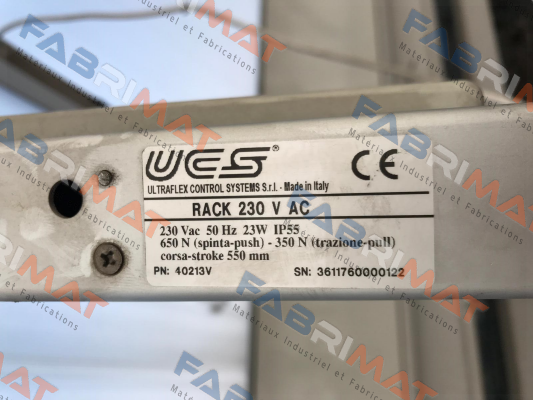 UCS®
ULTRAFLEX CONTROL SYSTEMS S.r.l. - Made in Italy
CE
RACK 230 V AC
230 Vac 50 Hz 23W IP55
650 N (spinta-push) - 350 N (trazione-pull)
corsa-stroke 550 mm
PN: 40213V
SN: 3611760000122
FABRIMAT
Materiaux Industriel et Fabrications